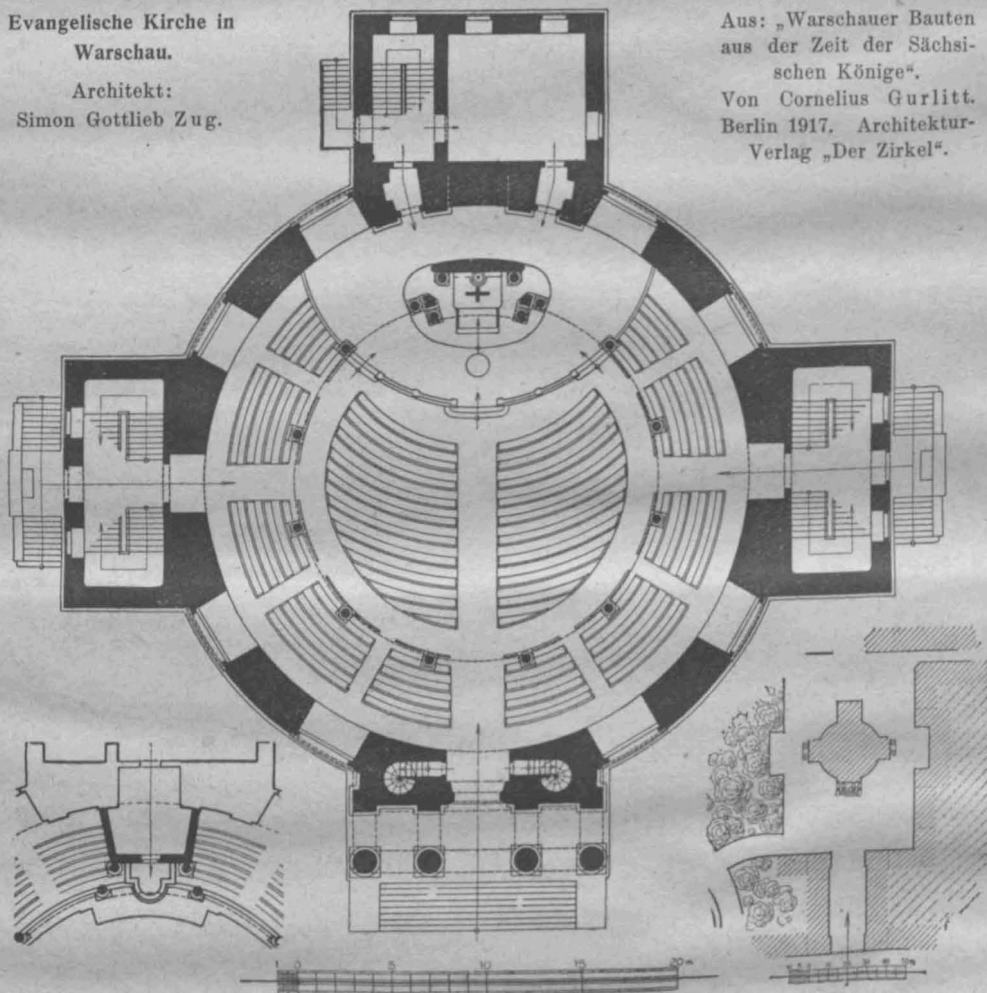 Evangelische Kirche in
Warschau.
Architekt:
Simon Gottlieb Zug.
Aus: „Warschauer Bauten
aus der Zeit der Sächsi-
schen Könige“.
Von Cornelius Gurlitt.
Berlin 1917. Architektur-
Verlag „Der Zirkel“.
1 0 5 10 15 20 m